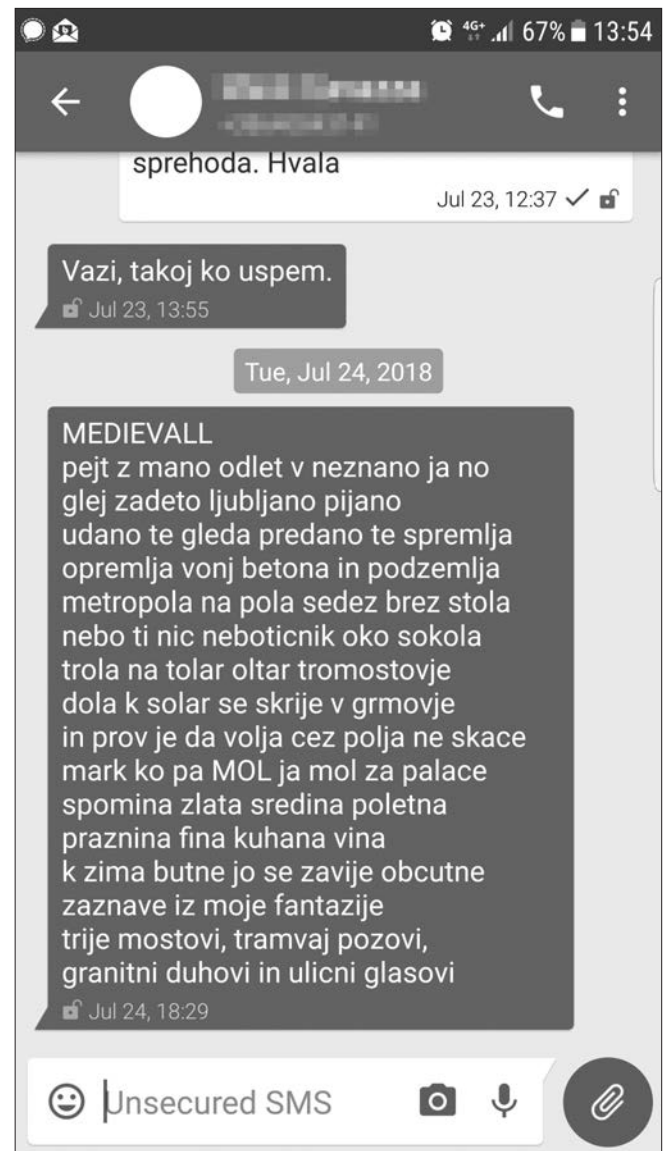 4G+ 67% 13:54
sprehoda. Hvala
Jul 23, 12:37
Vazi, takoj ko uspem.
Jul 23, 13:55
Tue, Jul 24, 2018
MEDIEVALL
pejt z mano odlet v neznano ja no
glej zadeto ljubljano pijano
udano te gleda predano te spremlja
opremlja vonj betona in podzemlja
metropola na pola sedez brez stola
nebo ti nic neboticnik oko sokola
trola na tolar oltar tromostovje
dola k solar se skrije v grmovje
in prov je da volja cez polja ne skace
mark ko pa MOL ja mol za palace
spomina zlata sredina poletna
praznina fina kuhana vina
k zima butne jo se zavije obcutne
zaznave iz moje fantazije
trije mostovi, tramvaj pozovi,
granitni duhovi in ulicni glasovi
Jul 24, 18:29
Unsecured SMS